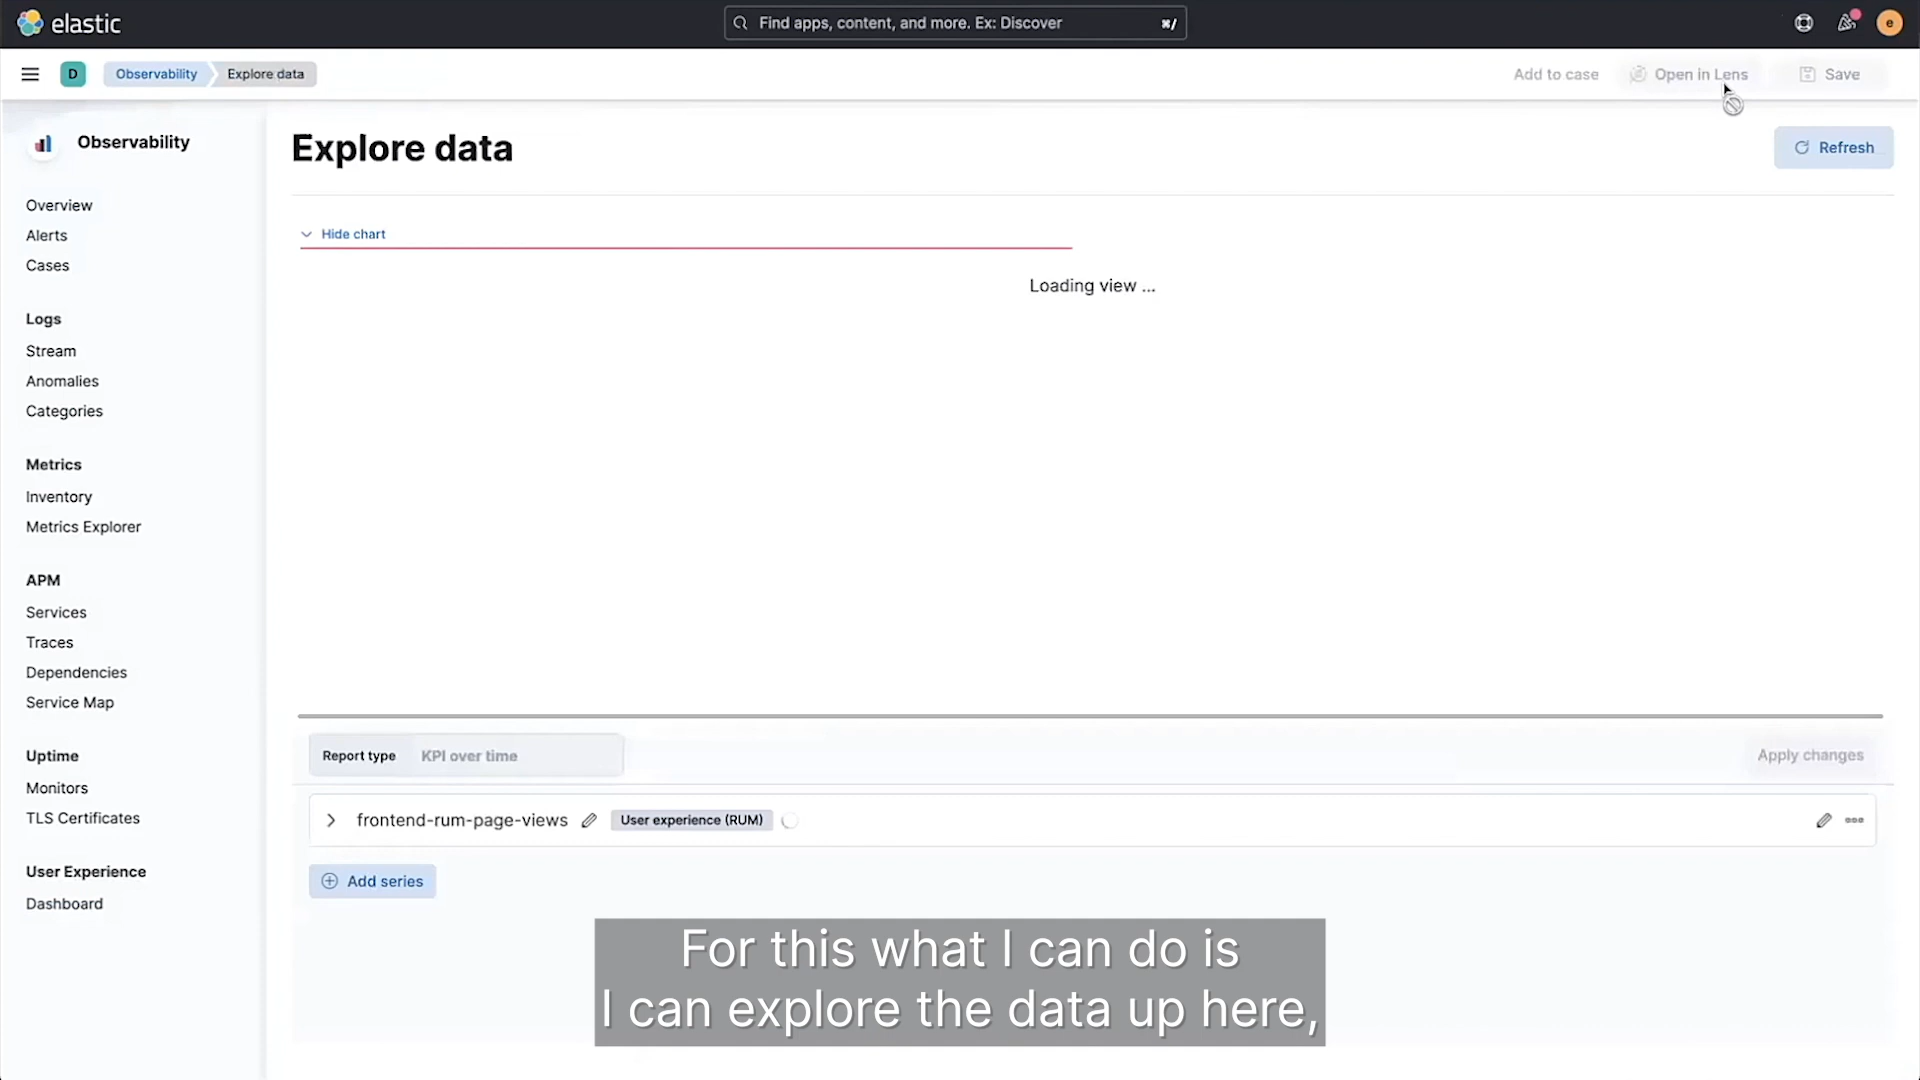 elastic
Find apps, content, and more. Ex: Discover
⌘/
e
D
Observability
Explore data
Add to case
Open in Lens
Save
Observability
Explore data
Refresh
Overview
Alerts
Cases
Hide chart
Loading view ...
Logs
Stream
Anomalies
Categories
Metrics
Inventory
Metrics Explorer
APM
Services
Traces
Dependencies
Service Map
Uptime
Monitors
TLS Certificates
User Experience
Dashboard
Report type KPI over time
Apply changes
frontend-rum-page-views User experience (RUM)
Add series
For this what I can do is
I can explore the data up here,